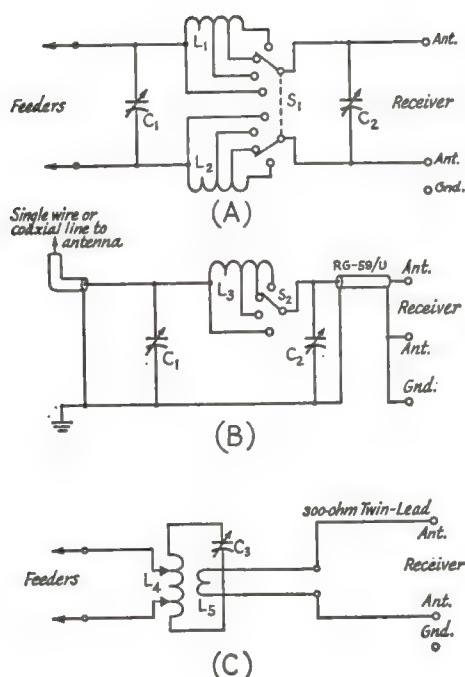 L1
Ant.
Feeders
C1
S1
C2
Receiver
L2
Ant.
Gnd.
(A)
Single wire or
coaxial line to
antenna
RG-59/U
Ant.
L3
S2
Receiver
C1
C2
Ant.
Gnd.
(B)
300-ohm Twin-Lead
Ant.
C3
Feeders
L4
L5
Receiver
Ant.
Gnd.
(C)